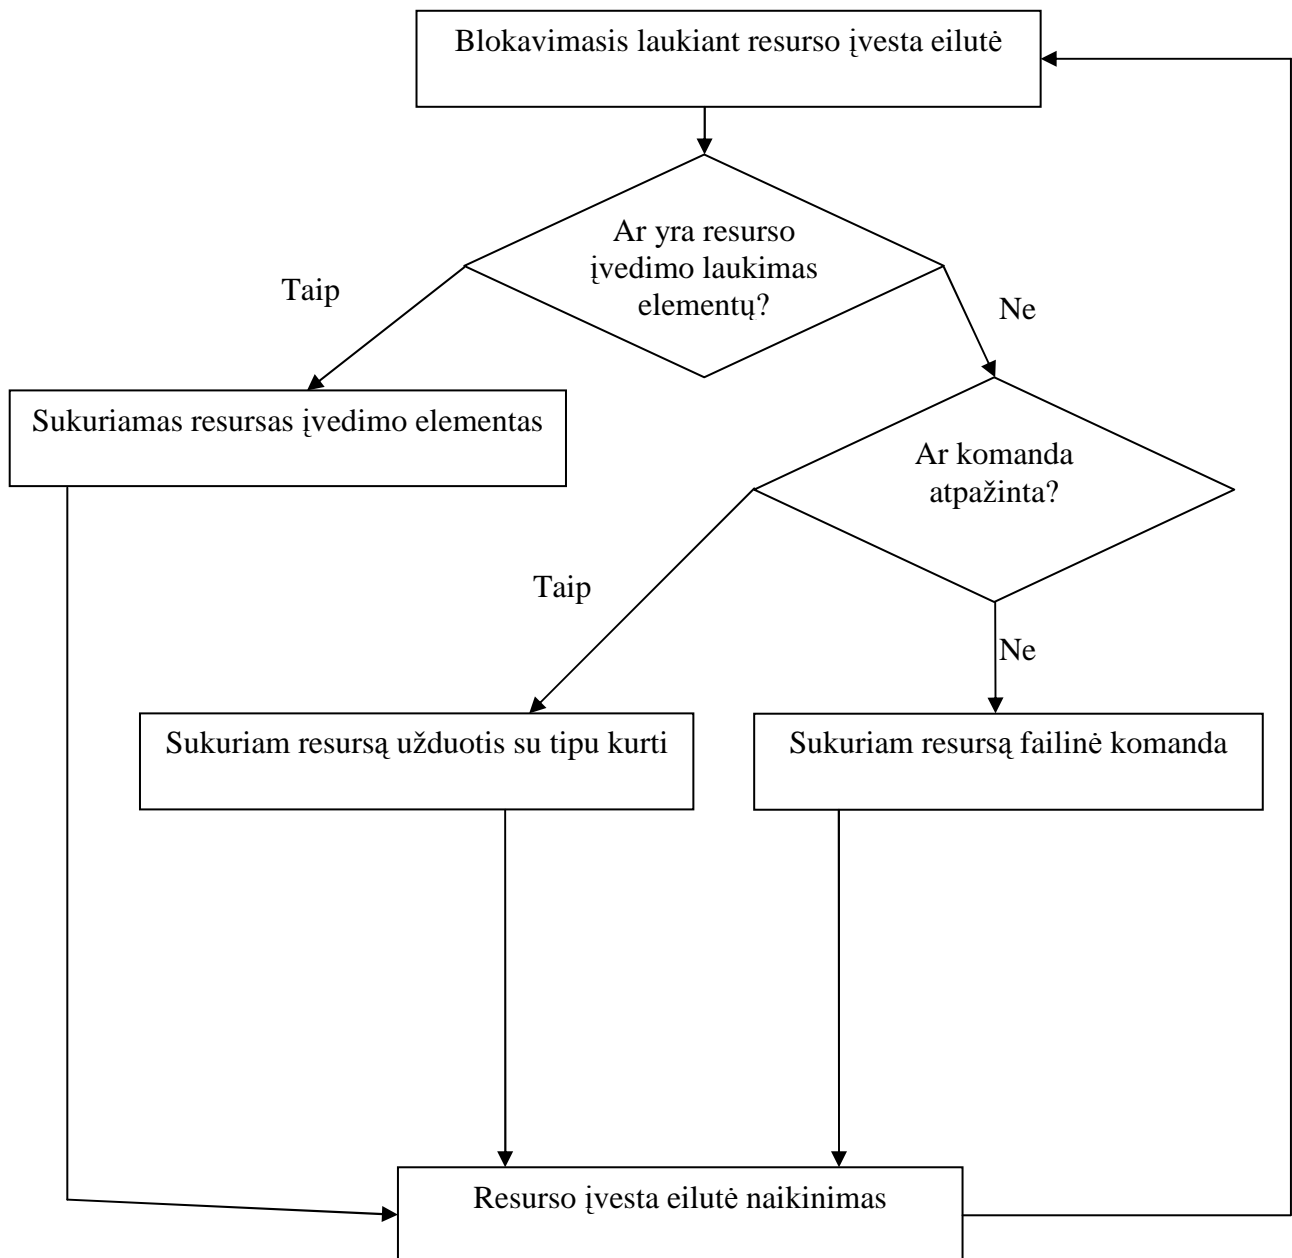 Blokavimasis laukiant resurso įvesta eilutė
Ar yra resurso
įvedimo laukimas
elementų?
Taip
Ne
Sukuriamas resursas įvedimo elementas
Ar komanda
atpažinta?
Taip
Ne
Sukuriam resursą užduotis su tipu kurti
Sukuriam resursą failinė komanda
Resurso įvesta eilutė naikinimas